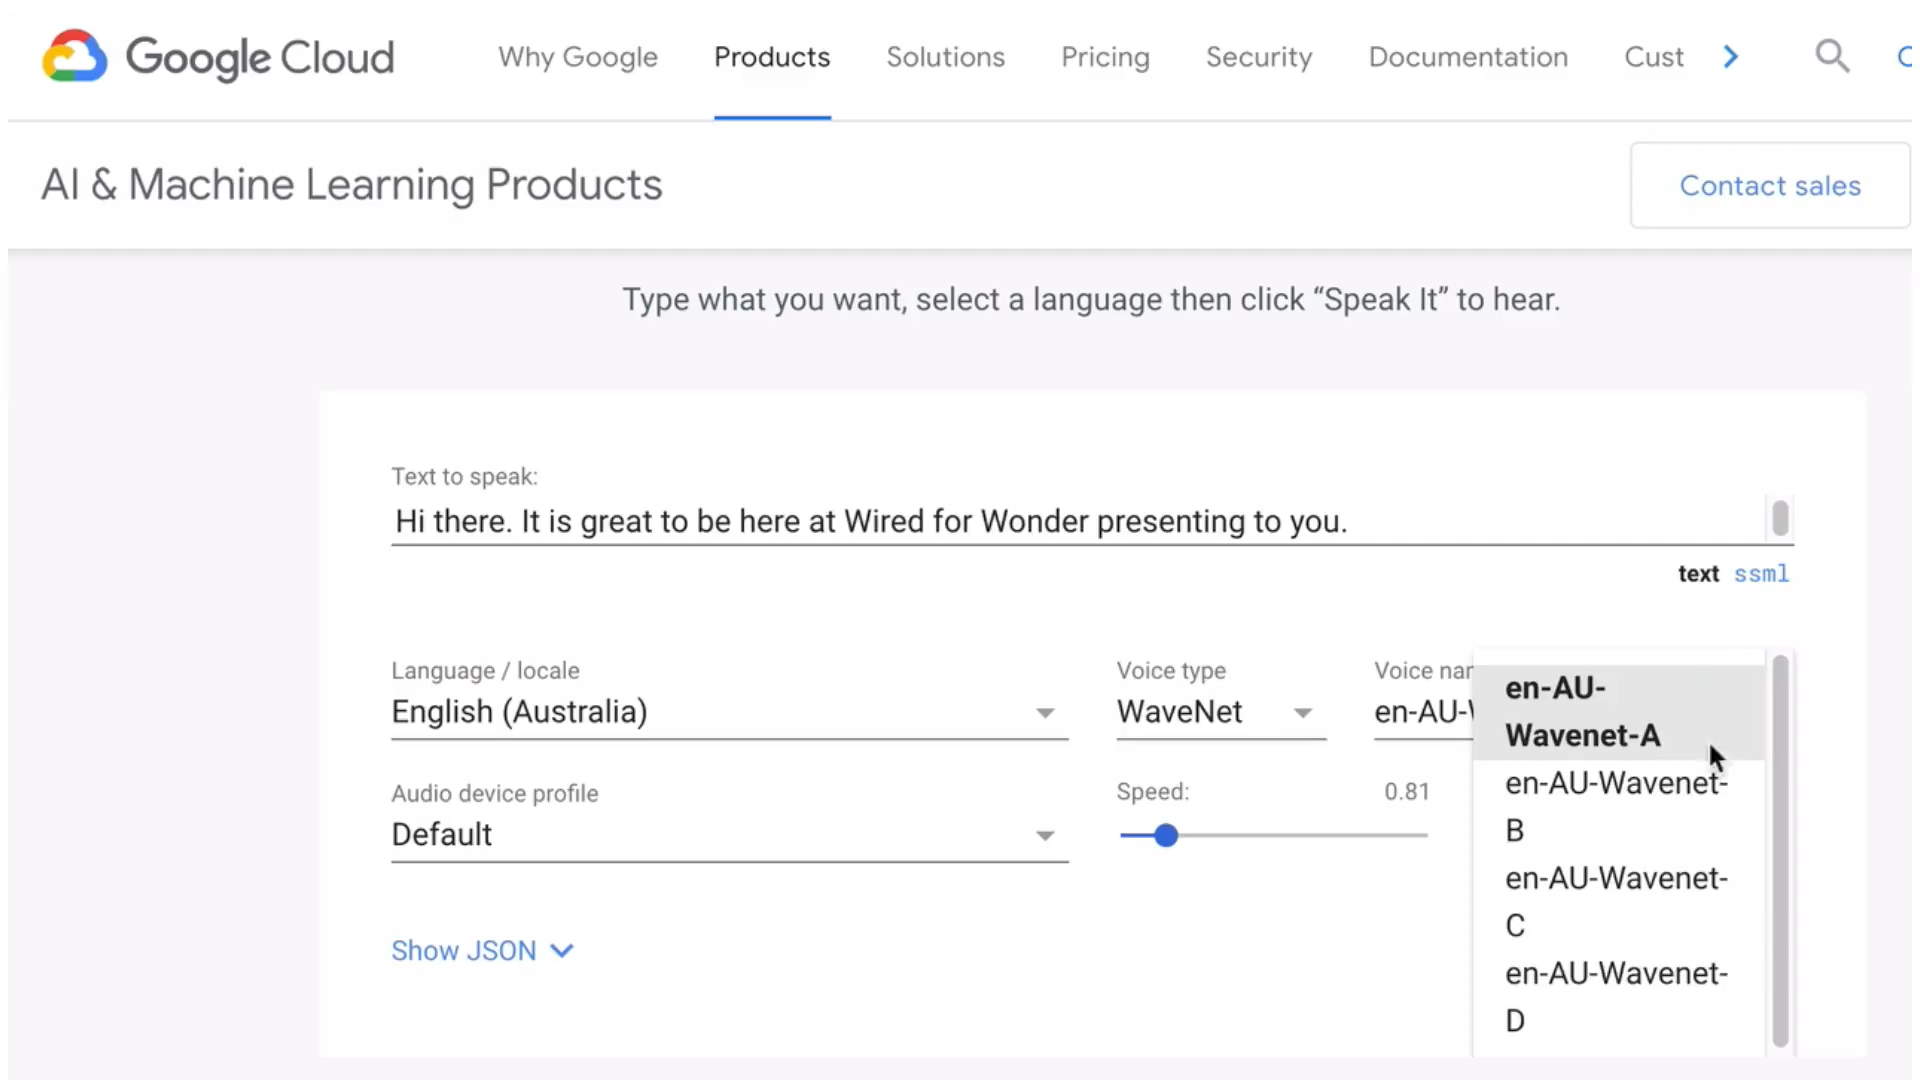 Google Cloud
Why Google
Products
Solutions
Pricing
Security
Documentation
Cust
AI & Machine Learning Products
Contact sales
Type what you want, select a language then click “Speak It” to hear.
Text to speak:
Hi there. It is great to be here at Wired for Wonder presenting to you.
text ssml
Language / locale
English (Australia)
Voice type
WaveNet
Voice nam
en-AU-
en-AU-
Wavenet-A
en-AU-Wavenet-
B
en-AU-Wavenet-
C
en-AU-Wavenet-
D
Audio device profile
Default
Speed:
0.81
Show JSON